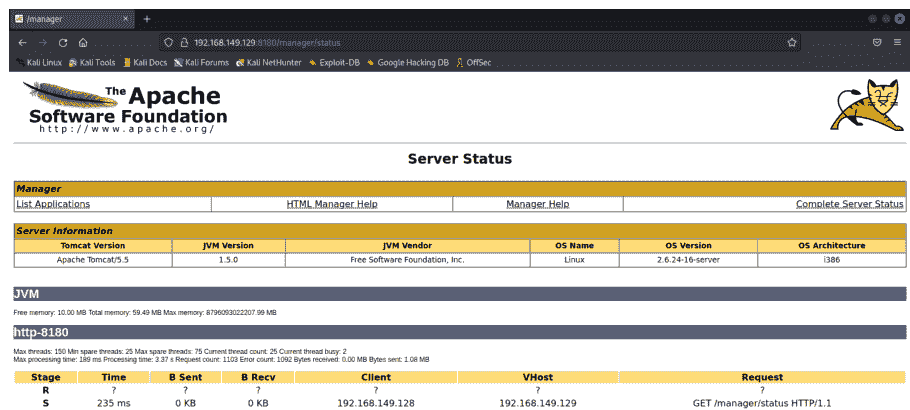 /manager × +
192.168.149.129:8180/manager/status
Kali Linux Kali Tools Kali Docs Kali Forums Kali NetHunter Exploit-DB Google Hacking DB OffSec
The Apache
Software Foundation
http://www.apache.org/
Server Status
Manager
List Applications HTML Manager Help Manager Help Complete Server Status
Server Information
Tomcat Version JVM Version JVM Vendor OS Name OS Version OS Architecture
Apache Tomcat/5.5 1.5.0 Free Software Foundation, Inc. Linux 2.6.24-16-server i386
JVM
Free memory: 10.00 MB Total memory: 59.49 MB Max memory: 8796093022207.99 MB
http-8180
Max threads: 150 Min spare threads: 25 Max spare threads: 75 Current thread count: 25 Current thread busy: 2
Max processing time: 189 ms Processing time: 3.37 s Request count: 1103 Error count: 1092 Bytes received: 0.00 MB Bytes sent: 1.08 MB
Stage Time B Sent B Recv Client VHost Request
R ? ? ? ? ? ?
S 235 ms 0 KB 0 KB 192.168.149.128 192.168.149.129 GET /manager/status HTTP/1.1